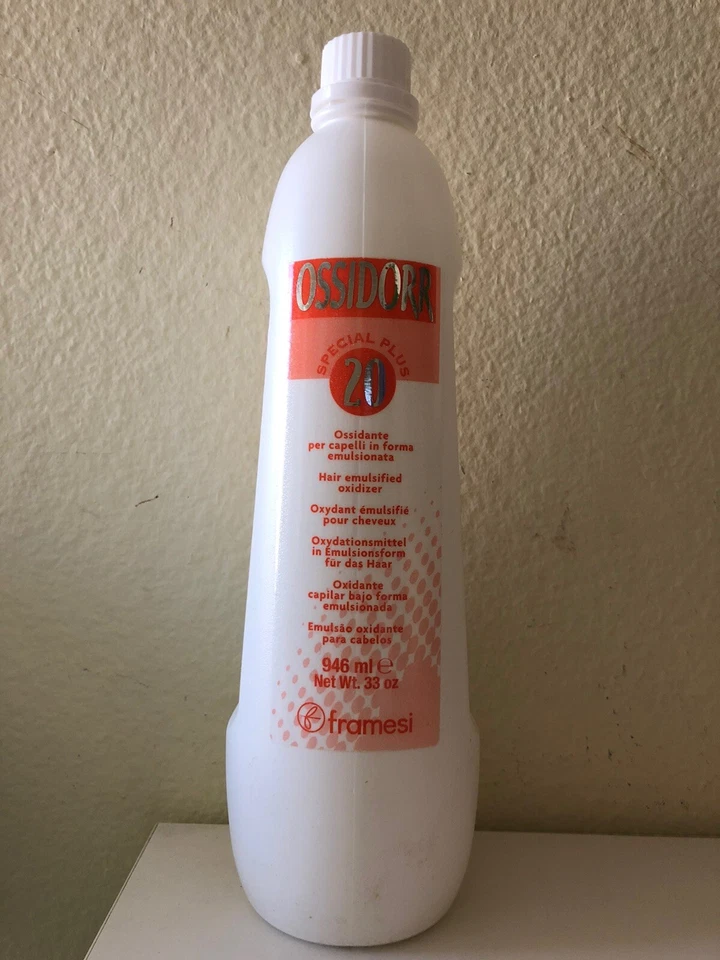 OSSIDORR
SPECIAL PLUS
20
Ossidante
per capelli in forma
emulsionata
Hair emulsified
oxidizer
Oxydant émulsifié
pour cheveux
Oxydationsmittel
in Emulsionsform
für das Haar
Oxidante
capilar bajo forma
emulsionada
Emulsão oxidante
para cabelos
946 ml ℮
Net Wt. 33 oz
framesi